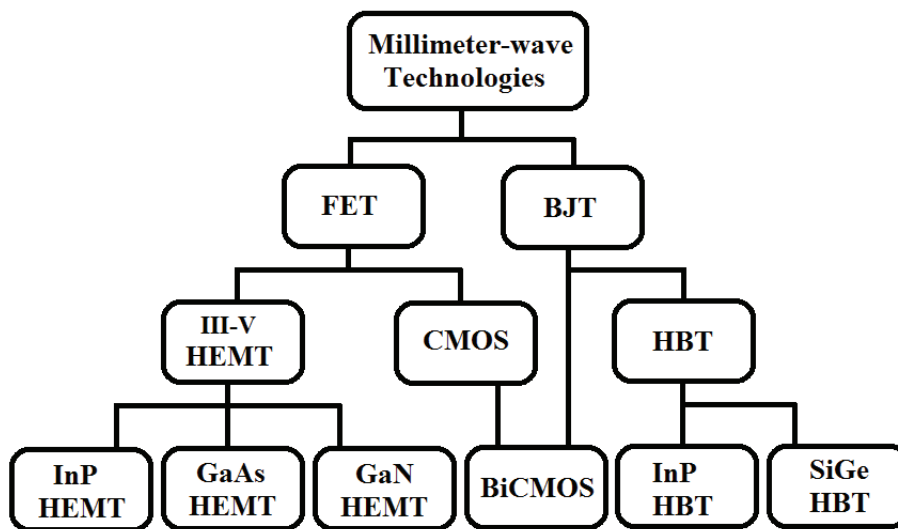 Millimeter-wave
Technologies
FET
BJT
III-V
HEMT
CMOS
HBT
InP
HEMT
GaAs
HEMT
GaN
HEMT
BiCMOS
InP
HBT
SiGe
HBT